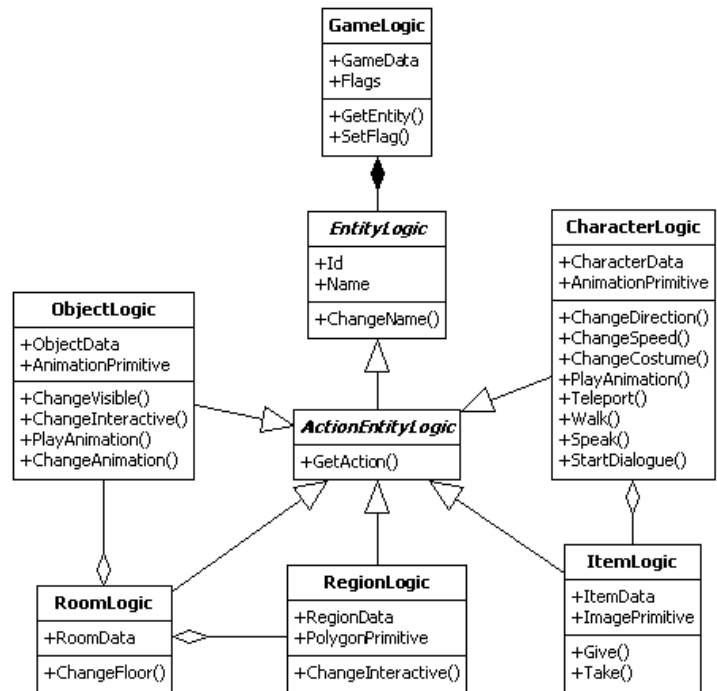 GameLogic
+GameData
+Flags
+GetEntity()
+SetFlag()
EntityLogic
+Id
+Name
+ChangeName()
CharacterLogic
+CharacterData
+AnimationPrimitive
+ChangeDirection()
+ChangeSpeed()
+ChangeCostume()
+PlayAnimation()
+Teleport()
+Walk()
+Speak()
+StartDialogue()
ObjectLogic
+ObjectData
+AnimationPrimitive
+ChangeVisible()
+ChangeInteractive()
+PlayAnimation()
+ChangeAnimation()
ActionEntityLogic
+GetAction()
RoomLogic
+RoomData
+ChangeFloor()
RegionLogic
+RegionData
+PolygonPrimitive
+ChangeInteractive()
ItemLogic
+ItemData
+ImagePrimitive
+Give()
+Take()